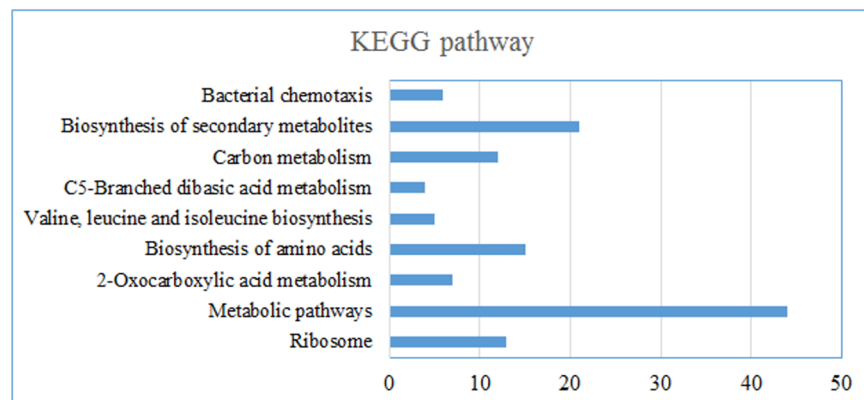 KEGG pathway
Bacterial chemotaxis
Biosynthesis of secondary metabolites
Carbon metabolism
C5-Branched dibasic acid metabolism
Valine, leucine and isoleucine biosynthesis
Biosynthesis of amino acids
2-Oxocarboxylic acid metabolism
Metabolic pathways
Ribosome
0 10 20 30 40 50